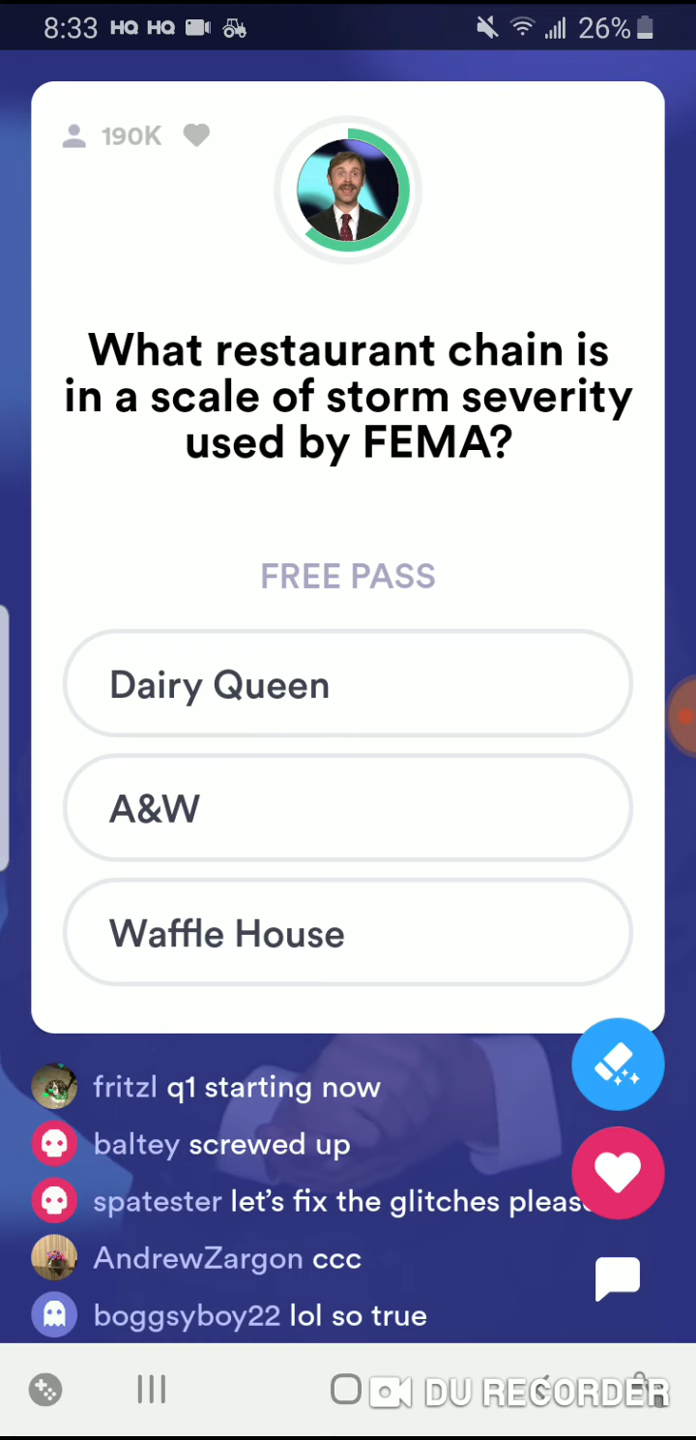 8:33 HQ HQ 26%
190K
What restaurant chain is
in a scale of storm severity
used by FEMA?
FREE PASS
Dairy Queen
A&W
Waffle House
fritzl q1 starting now
baltey screwed up
spatester let's fix the glitches please
AndrewZargon ccc
boggsyboy22 lol so true
DU RECORDER